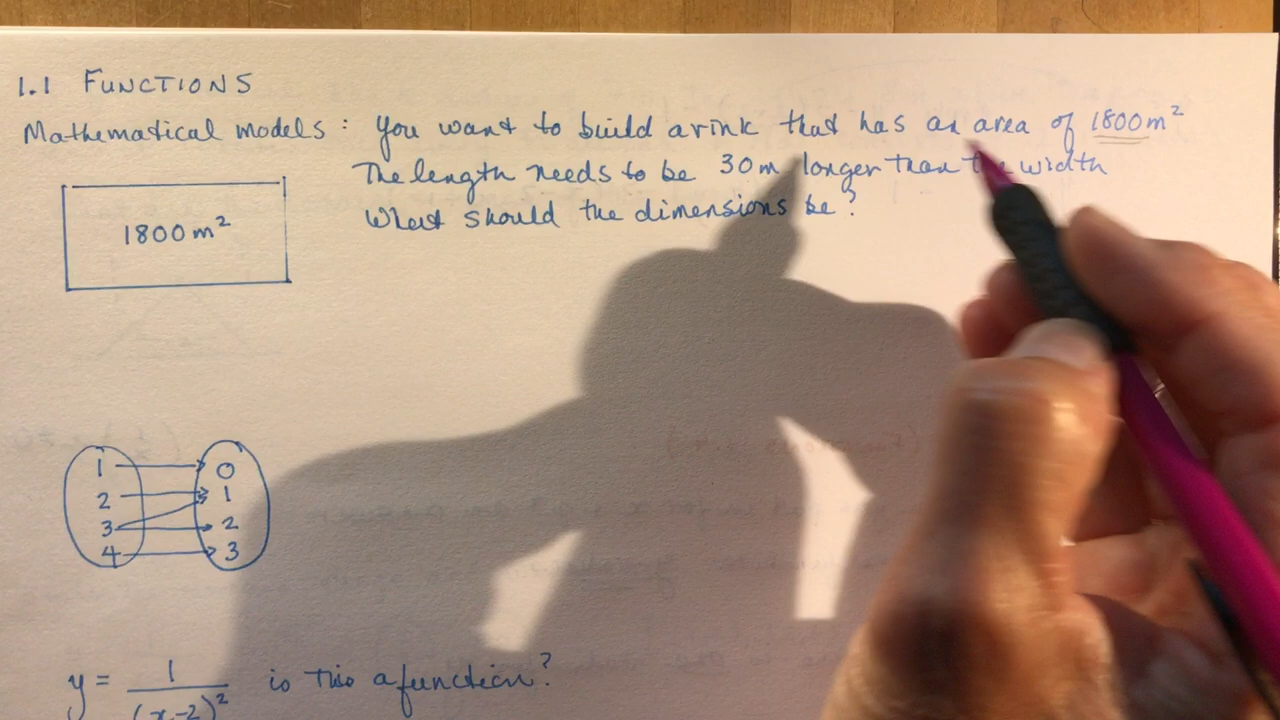 1.1 FUNCTIONS
Mathematical models : You want to build a rink that has an area of 1800m²
The length needs to be 30m longer than the width
What should the dimensions be?
1800m²
1 0
2 1
3 2
4 3
y = 1/(x-2)² is this a function?